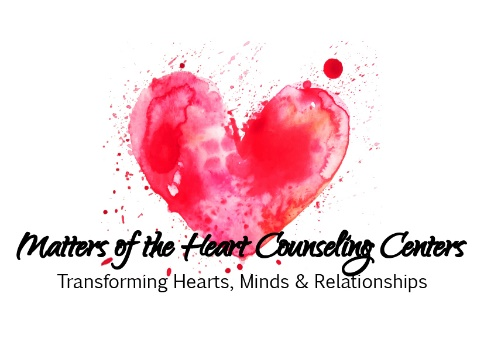 Matters of the Heart Counseling Centers
Transforming Hearts, Minds & Relationships